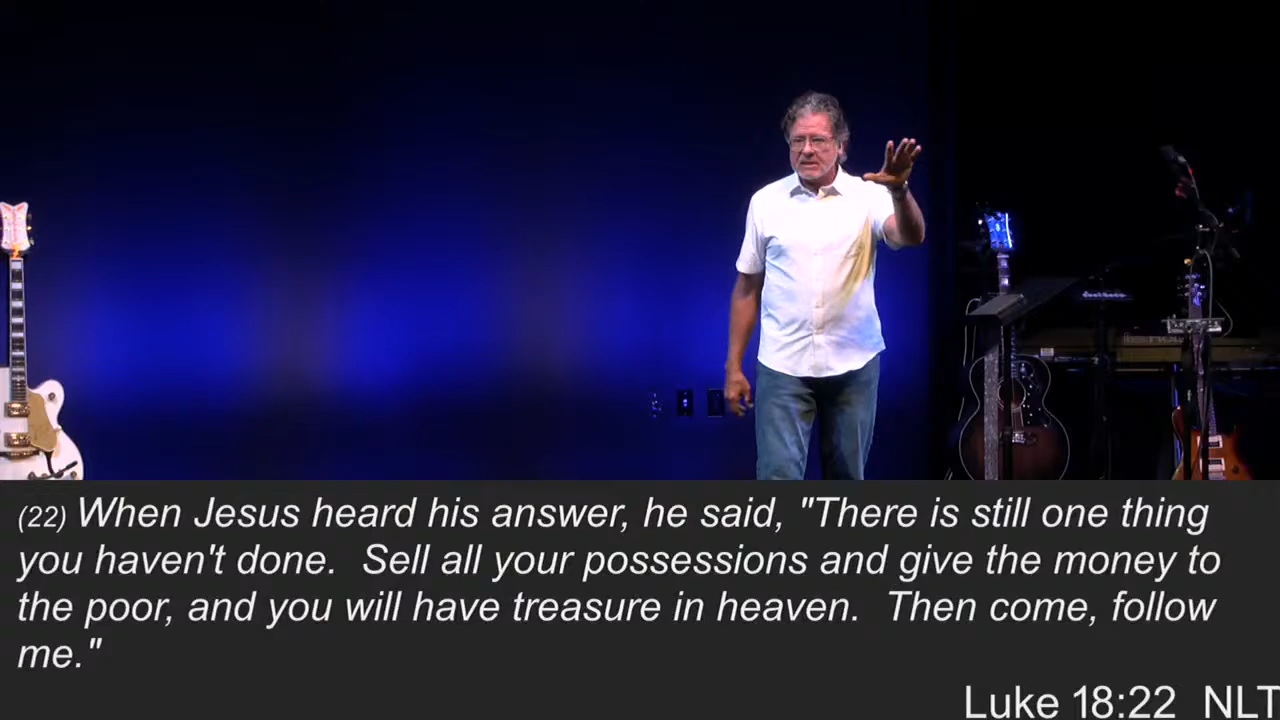 (22) When Jesus heard his answer, he said, "There is still one thing
you haven't done.  Sell all your possessions and give the money to
the poor, and you will have treasure in heaven.  Then come, follow
me."
Luke 18:22  NLT